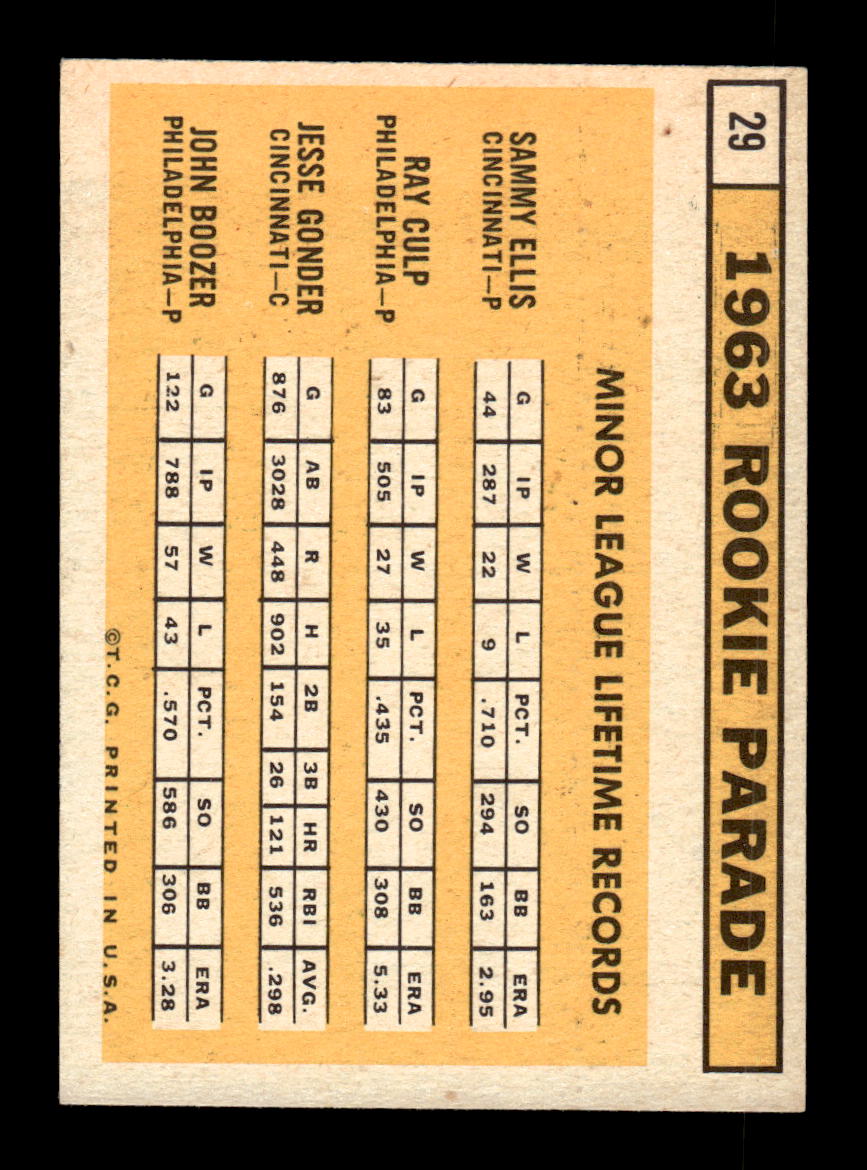 29 1963 ROOKIE PARADE
MINOR LEAGUE LIFETIME RECORDS
SAMMY ELLIS
CINCINNATI—P
G IP W L PCT. SO BB ERA
44 287 22 9 .710 294 163 2.95
RAY CULP
PHILADELPHIA—P
G IP W L PCT. SO BB ERA
83 505 27 35 .435 430 308 5.33
JESSE GONDER
CINCINNATI—C
G AB R H 2B 3B HR RBI AVG.
876 3028 448 902 154 26 121 536 .298
JOHN BOOZER
PHILADELPHIA—P
G IP W L PCT. SO BB ERA
122 788 57 43 .570 586 306 3.28
©T.C.G. PRINTED IN U.S.A.